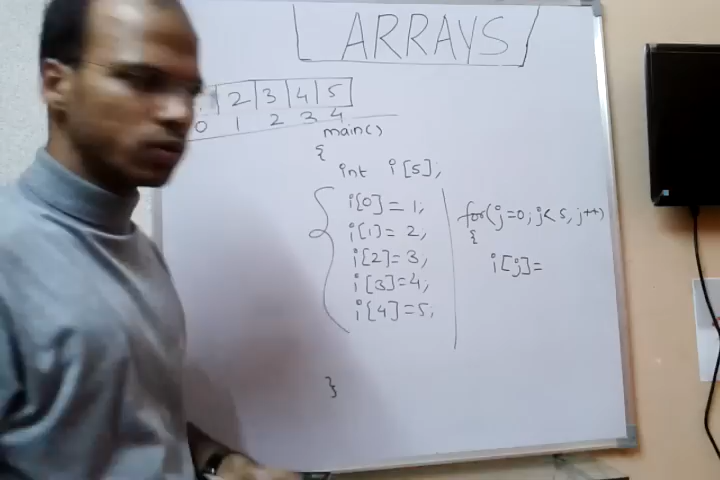 ARRAYS
2 3 4 5
0 1 2 3 4
main()
{
int i[5];
i[0]=1;
i[1]=2;
i[2]=3;
i[3]=4;
i[4]=5;
}
for(j=0;j<5,j++)
{
i[j]=